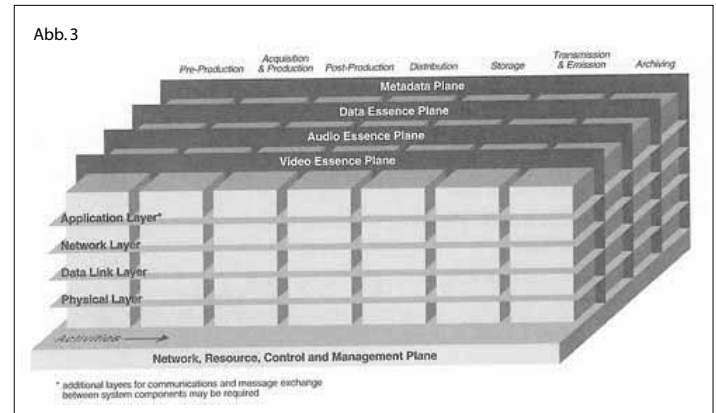 Abb. 3
Pre-Production
Acquisition
& Production
Post-Production
Distribution
Storage
Transmission
& Emission
Archiving
Metadata Plane
Data Essence Plane
Audio Essence Plane
Video Essence Plane
Application Layer*
Network Layer
Data Link Layer
Physical Layer
Activities
Network, Resource, Control and Management Plane
* additional layers for communications and message exchange
between system components may be required